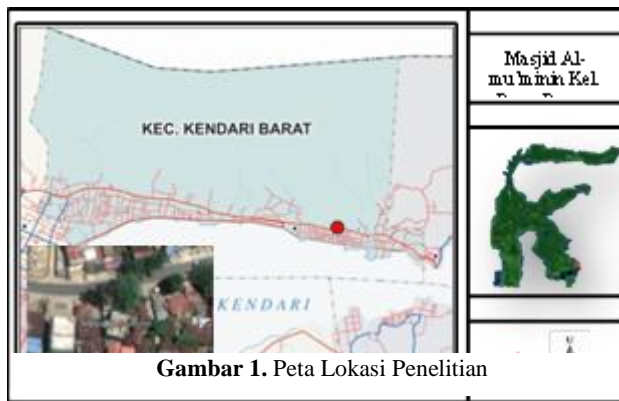 KEC. KENDARI BARAT
KENDARI
Masjid Al-
mu'minin Kel.
Gambar 1. Peta Lokasi Penelitian